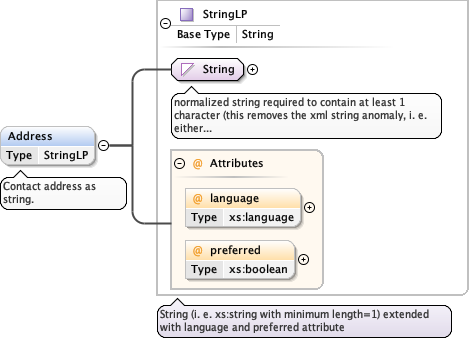 StringLP
Base Type String
String
normalized string required to contain at least 1
character (this removes the xml string anomaly, i. e.
either...
Address
Type StringLP
Contact address as
string.
@ Attributes
@ language
Type xs:language
@ preferred
Type xs:boolean
String (i. e. xs:string with minimum length=1) extended
with language and preferred attribute